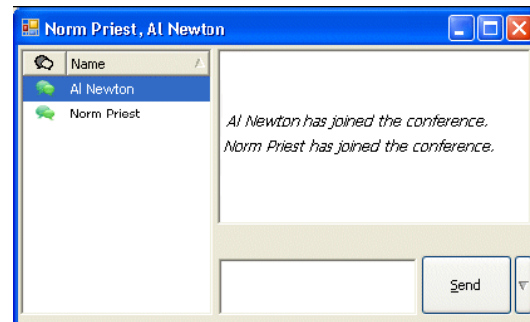 Norm Priest, Al Newton
Name
Al Newton
Norm Priest
Al Newton has joined the conference.
Norm Priest has joined the conference.
Send